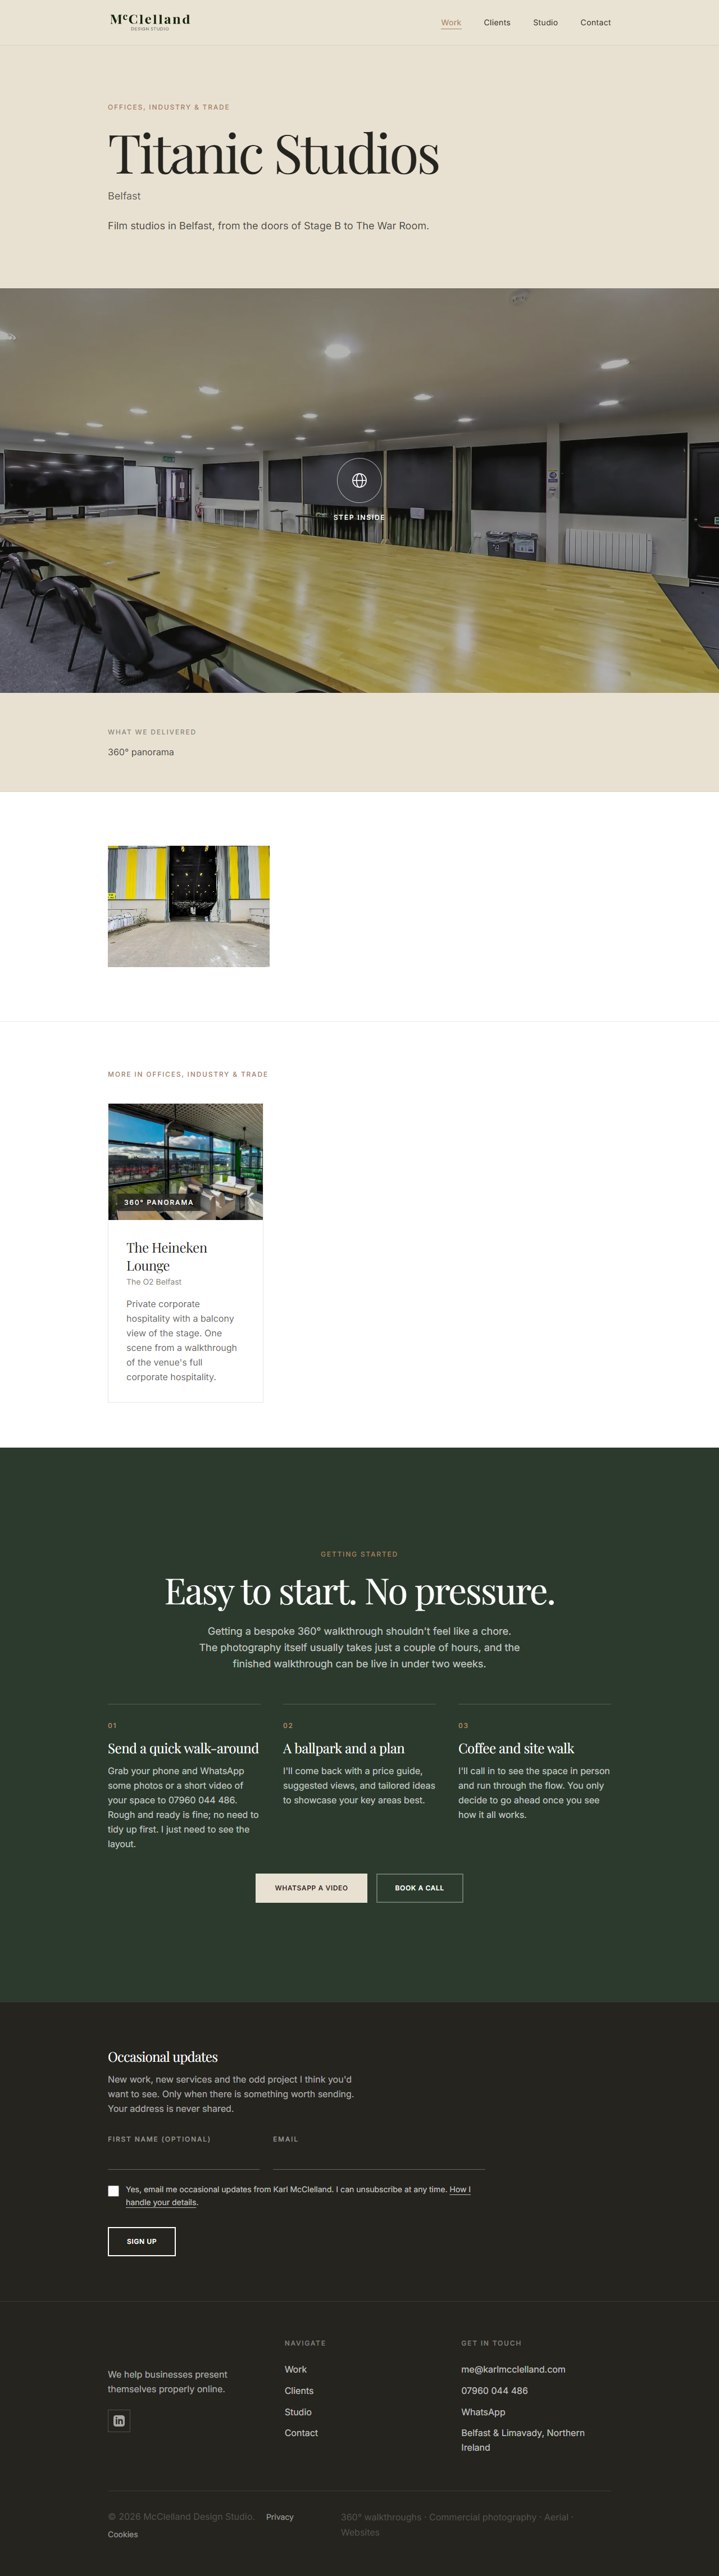 McClelland
DESIGN STUDIO
Work
Clients
Studio
Contact
OFFICES, INDUSTRY & TRADE
Titanic Studios
Belfast
Film studios in Belfast, from the doors of Stage B to The War Room.
STEP INSIDE
WHAT WE DELIVERED
360° panorama
MORE IN OFFICES, INDUSTRY & TRADE
360° PANORAMA
The Heineken
Lounge
The O2 Belfast
Private corporate
hospitality with a balcony
view of the stage. One
scene from a walkthrough
of the venue's full
corporate hospitality.
GETTING STARTED
Easy to start. No pressure.
Getting a bespoke 360° walkthrough shouldn't feel like a chore.
The photography itself usually takes just a couple of hours, and the
finished walkthrough can be live in under two weeks.
01
Send a quick walk-around
Grab your phone and WhatsApp
some photos or a short video of
your space to 07960 044 486.
Rough and ready is fine; no need to
tidy up first. I just need to see the
layout.
02
A ballpark and a plan
I'll come back with a price guide,
suggested views, and tailored ideas
to showcase your key areas best.
03
Coffee and site walk
I'll call in to see the space in person
and run through the flow. You only
decide to go ahead once you see
how it all works.
WHATSAPP A VIDEO
BOOK A CALL
Occasional updates
New work, new services and the odd project I think you'd
want to see. Only when there is something worth sending.
Your address is never shared.
FIRST NAME (OPTIONAL)
EMAIL
Yes, email me occasional updates from Karl McClelland. I can unsubscribe at any time. How I
handle your details.
SIGN UP
We help businesses present
themselves properly online.
in
NAVIGATE
Work
Clients
Studio
Contact
GET IN TOUCH
me@karlmcclelland.com
07960 044 486
WhatsApp
Belfast & Limavady, Northern
Ireland
© 2026 McClelland Design Studio.
Privacy
Cookies
360° walkthroughs · Commercial photography · Aerial ·
Websites